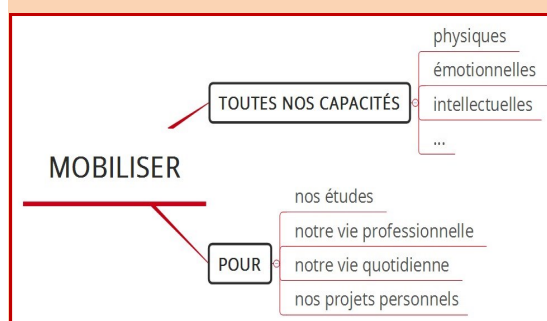 MOBILISER
TOUTES NOS CAPACITÉS
physiques
émotionnelles
intellectuelles
...
POUR
nos études
notre vie professionnelle
notre vie quotidienne
nos projets personnels